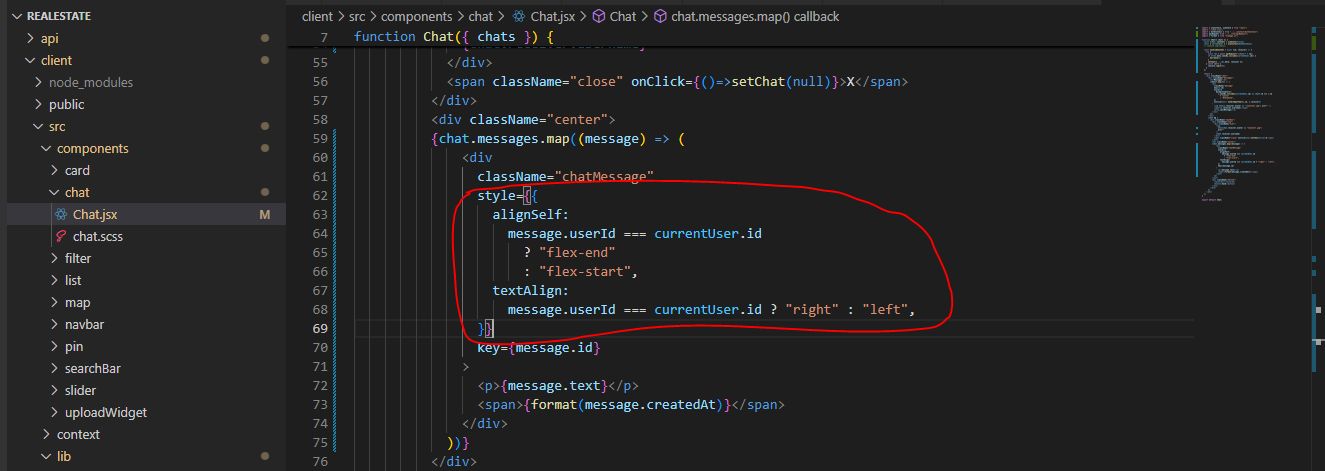 REALESTATE
api
client
node_modules
public
src
components
card
chat
Chat.jsx M
chat.scss
filter
list
map
navbar
pin
searchBar
slider
uploadWidget
context
lib
client > src > components > chat > Chat.jsx > Chat > chat.messages.map() callback
7 function Chat({ chats }) {
55 </div>
56 <span className="close" onClick={()=>setChat(null)}>X</span>
57 </div>
58 <div className="center">
59 {chat.messages.map((message) => (
60 <div
61 className="chatMessage"
62 style={{
63 alignSelf:
64 message.userId === currentUser.id
65 ? "flex-end"
66 : "flex-start",
67 textAlign:
68 message.userId === currentUser.id ? "right" : "left",
69 }}
70 key={message.id}
71 >
72 <p>{message.text}</p>
73 <span>{format(message.createdAt)}</span>
74 </div>
75 ))}
76 </div>